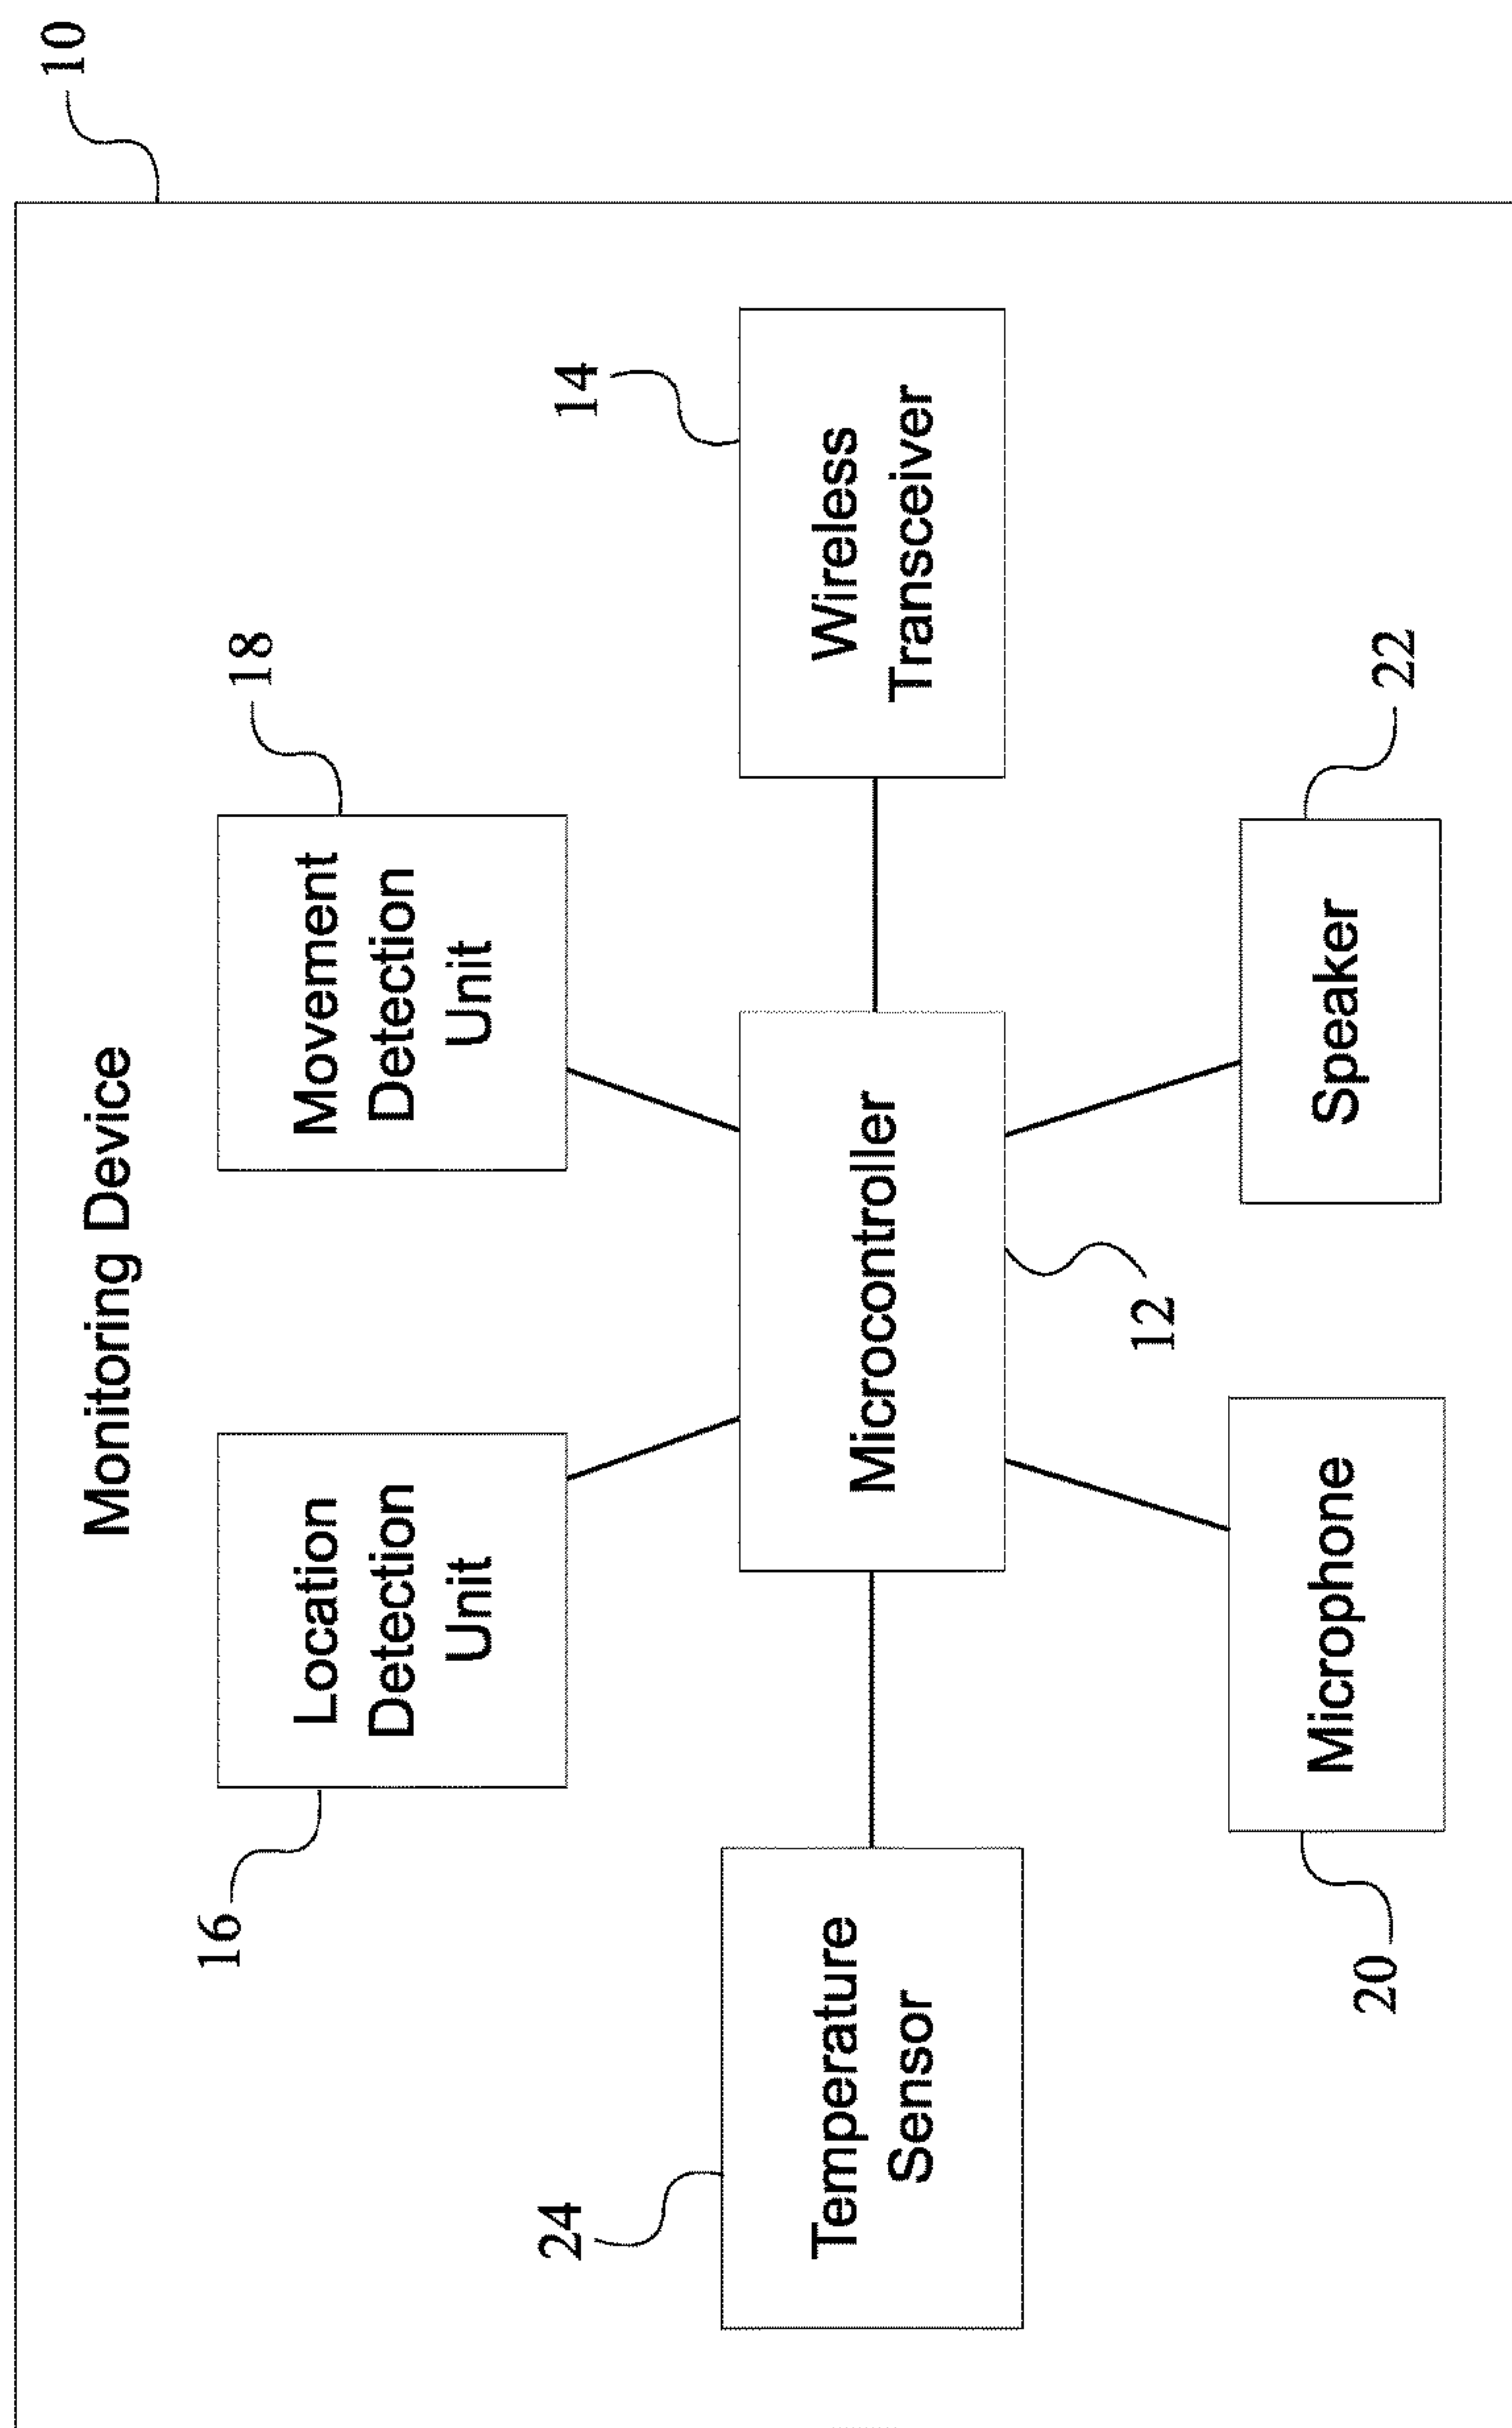 10
Monitoring Device
16
Location
Detection
Unit
18
Movement
Detection
Unit
24
Temperature
Sensor
Microcontroller
12
14
Wireless
Transceiver
20
Microphone
22
Speaker